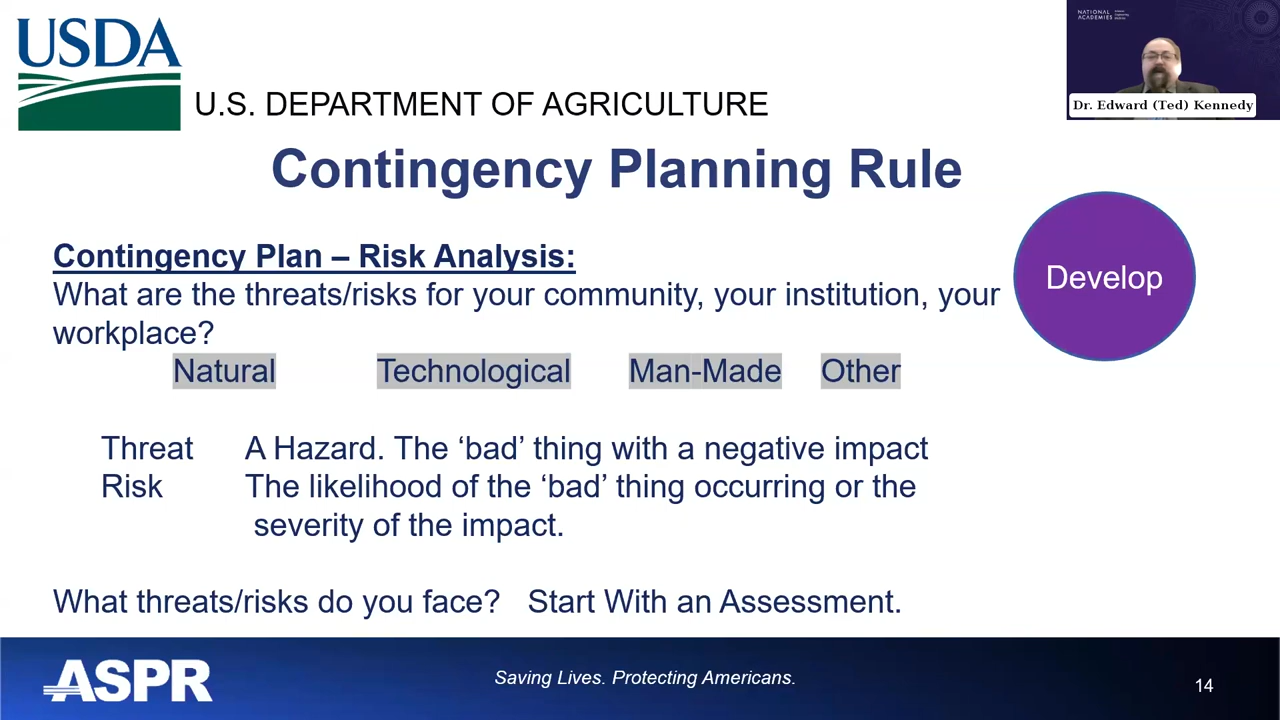 USDA
U.S. DEPARTMENT OF AGRICULTURE
NATIONAL
ACADEMIES
Dr. Edward (Ted) Kennedy
Contingency Planning Rule
Contingency Plan – Risk Analysis:
What are the threats/risks for your community, your institution, your
workplace?
Natural Technological Man-Made Other
Develop
Threat A Hazard. The ‘bad’ thing with a negative impact
Risk The likelihood of the ‘bad’ thing occurring or the
severity of the impact.
What threats/risks do you face? Start With an Assessment.
ASPR
Saving Lives. Protecting Americans.
14